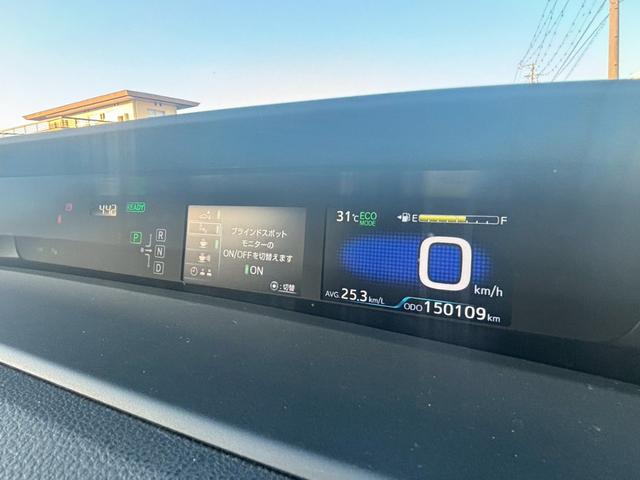 4:43
READY
P
R
N
D
ブラインドスポット
モニターの
ON/OFFを切替えます
ON
:切替
31℃ ECO MODE
E F
0 km/h
AVG. 25.3 km/L
ODO 150109 km